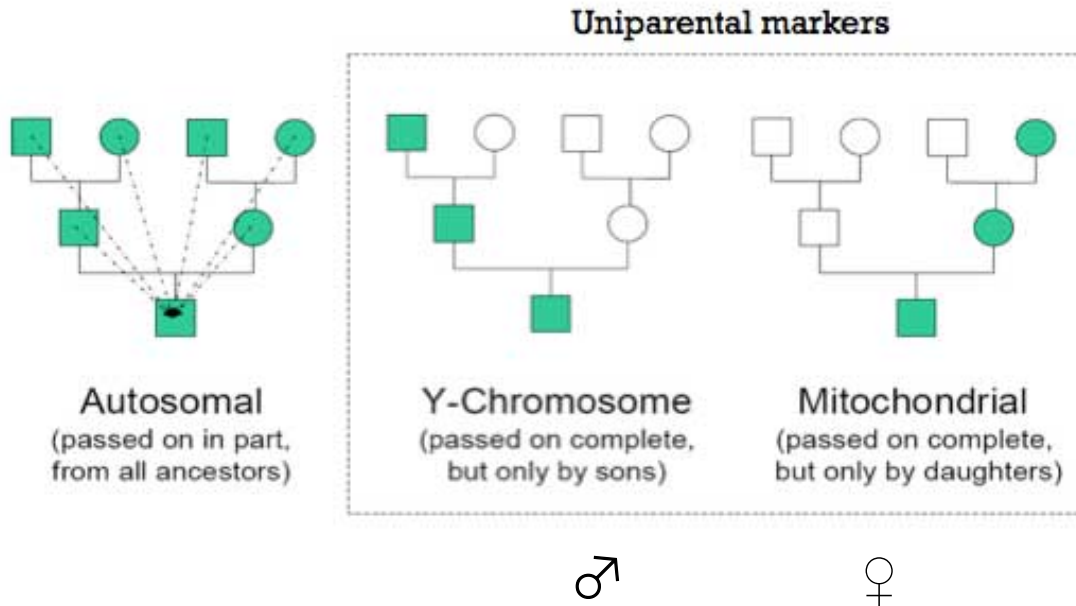 Uniparental markers
Autosomal
(passed on in part,
from all ancestors)
Y-Chromosome
(passed on complete,
but only by sons)
Mitochondrial
(passed on complete,
but only by daughters)
♂ ♀